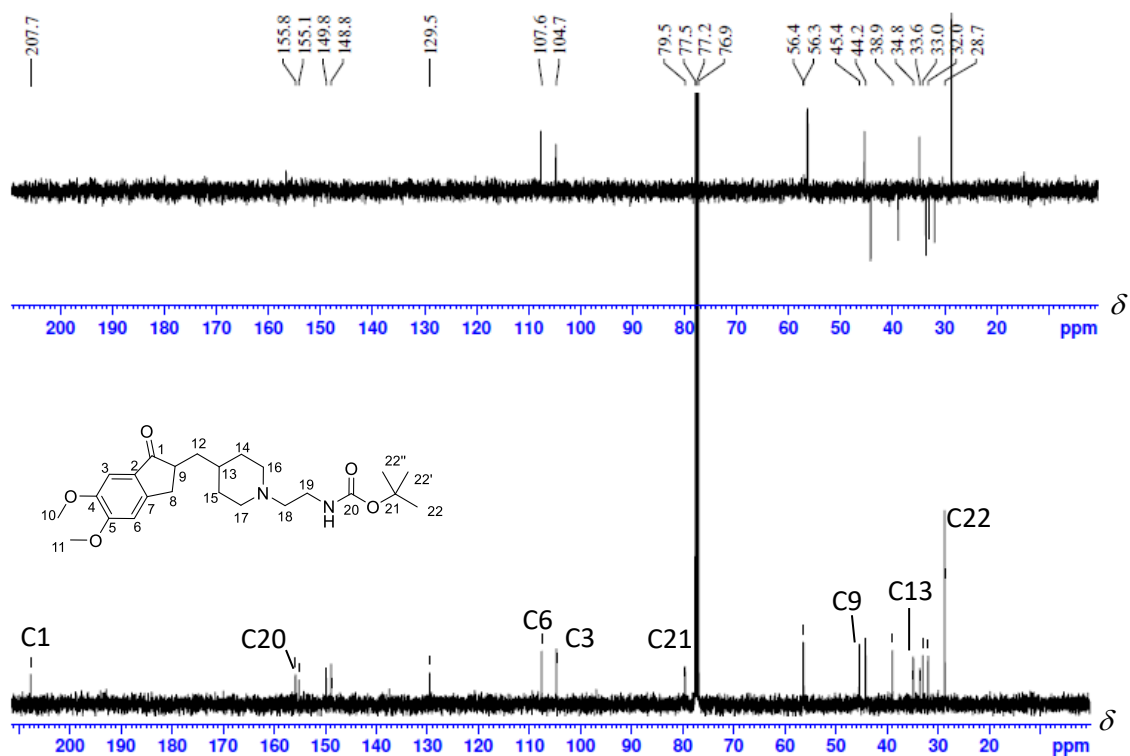 207.7 155.8 155.1 149.8 148.8 129.5 107.6 104.7 79.5 77.5 77.2 76.9 56.4 56.3 45.4 44.2 38.9 34.8 33.6 33.0 32.0 28.7
200 190 180 170 160 150 140 130 120 110 100 90 80 70 60 50 40 30 20 ppm δ
O
12 14
1
3 2 9 13 16 O 22"
O 4 7 8 15 N 19 22'
10 5 6 17 18 N H 20 O 21 22
11 O
C22
C1 C20 C6 C3 C21 C9 C13
200 190 180 170 160 150 140 130 120 110 100 90 80 70 60 50 40 30 20 ppm δ